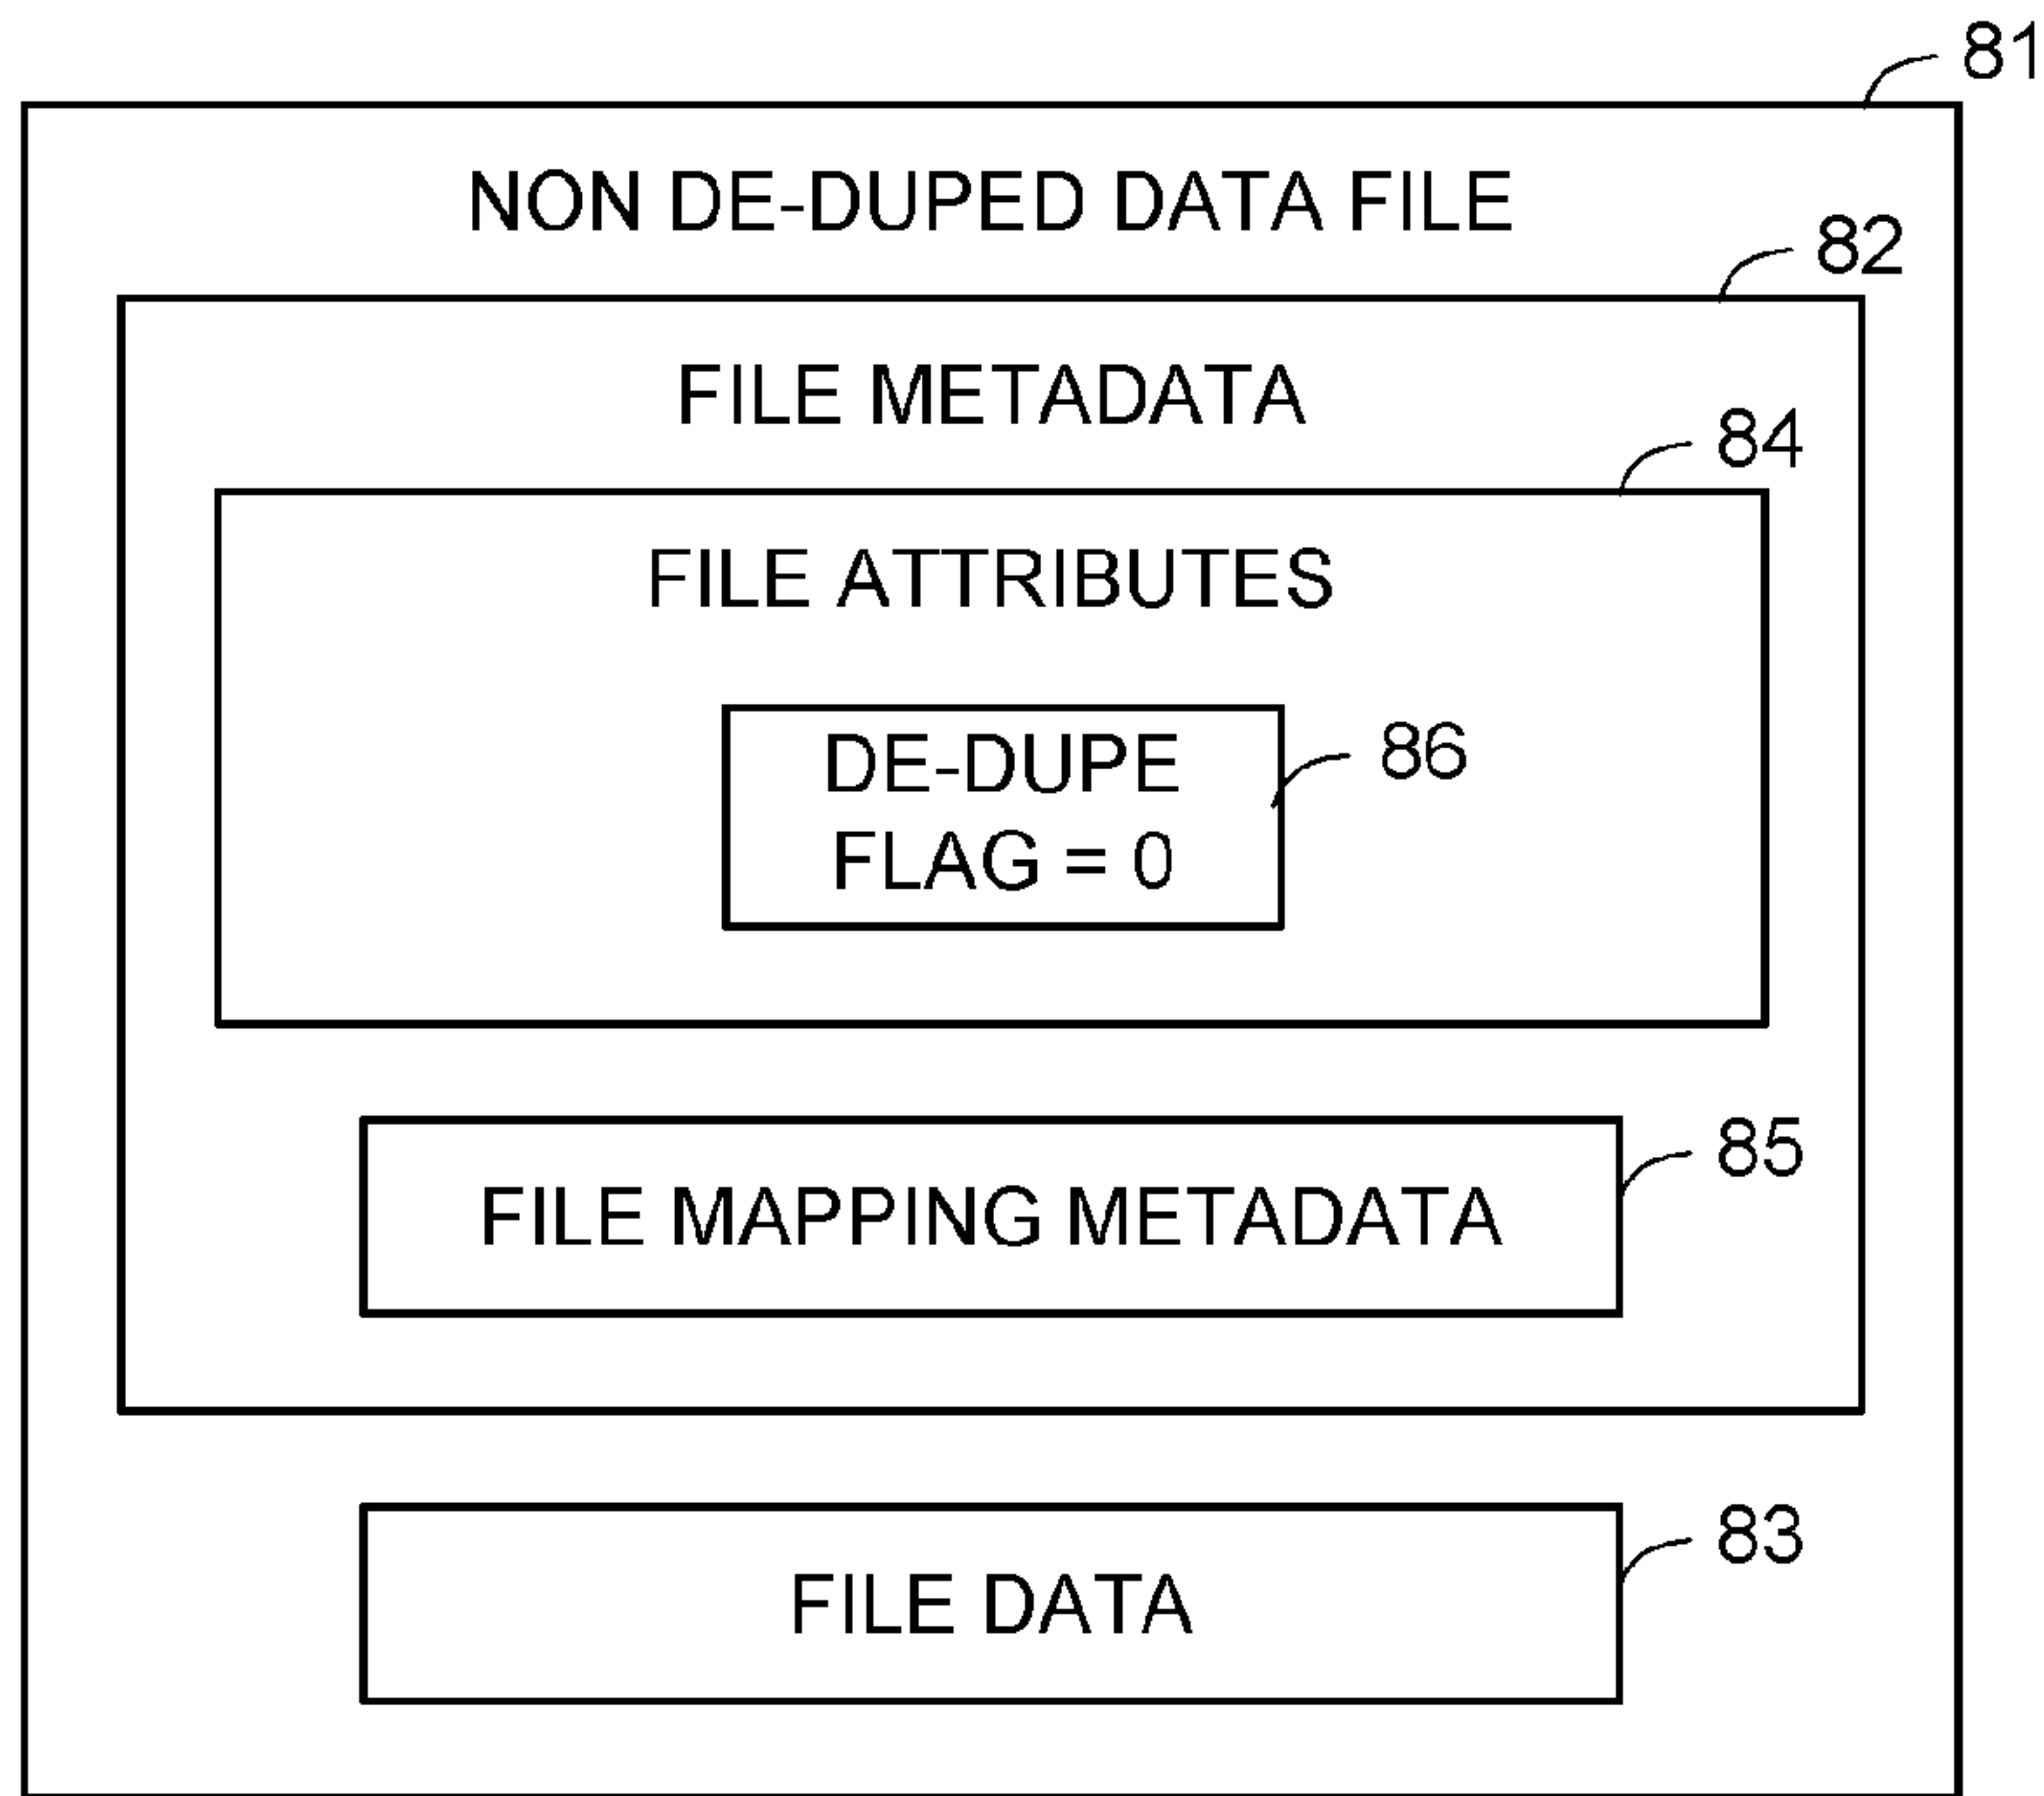 81
NON DE-DUPED DATA FILE
82
FILE METADATA
84
FILE ATTRIBUTES
DE-DUPE
FLAG = 0
86
FILE MAPPING METADATA
85
FILE DATA
83